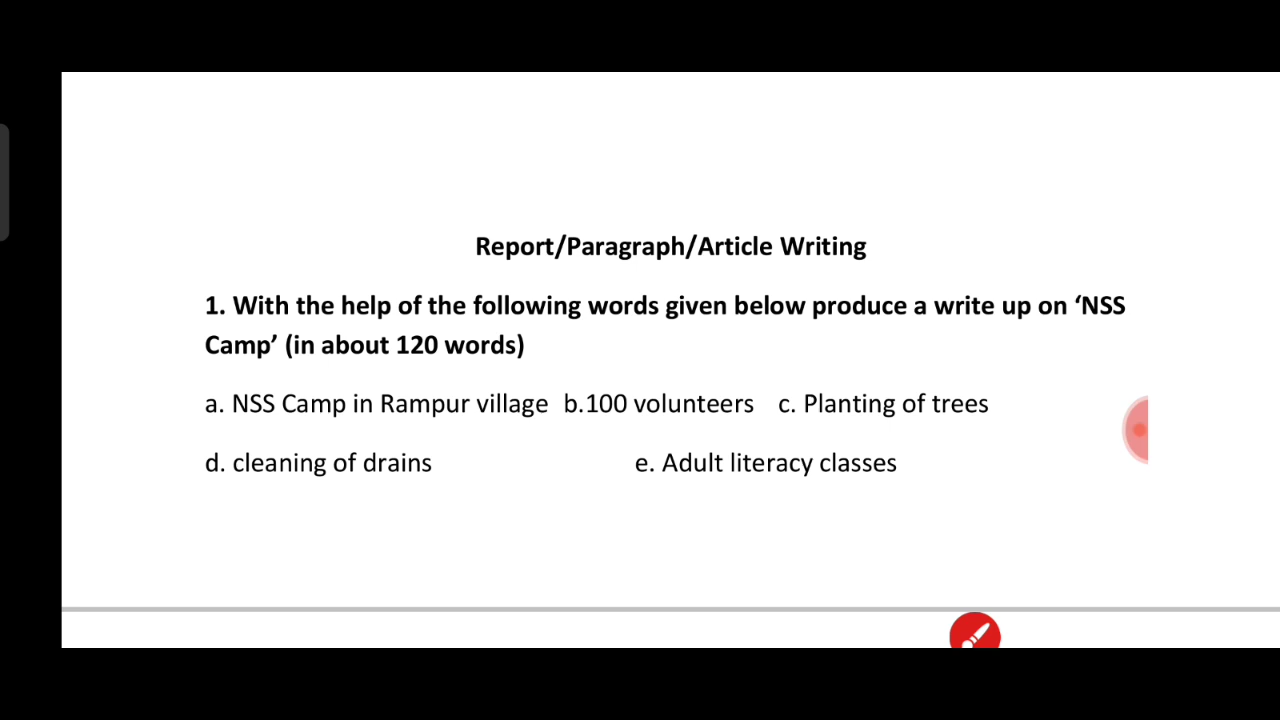 Report/Paragraph/Article Writing
1. With the help of the following words given below produce a write up on ‘NSS
Camp’ (in about 120 words)
a. NSS Camp in Rampur village b.100 volunteers c. Planting of trees
d. cleaning of drains e. Adult literacy classes